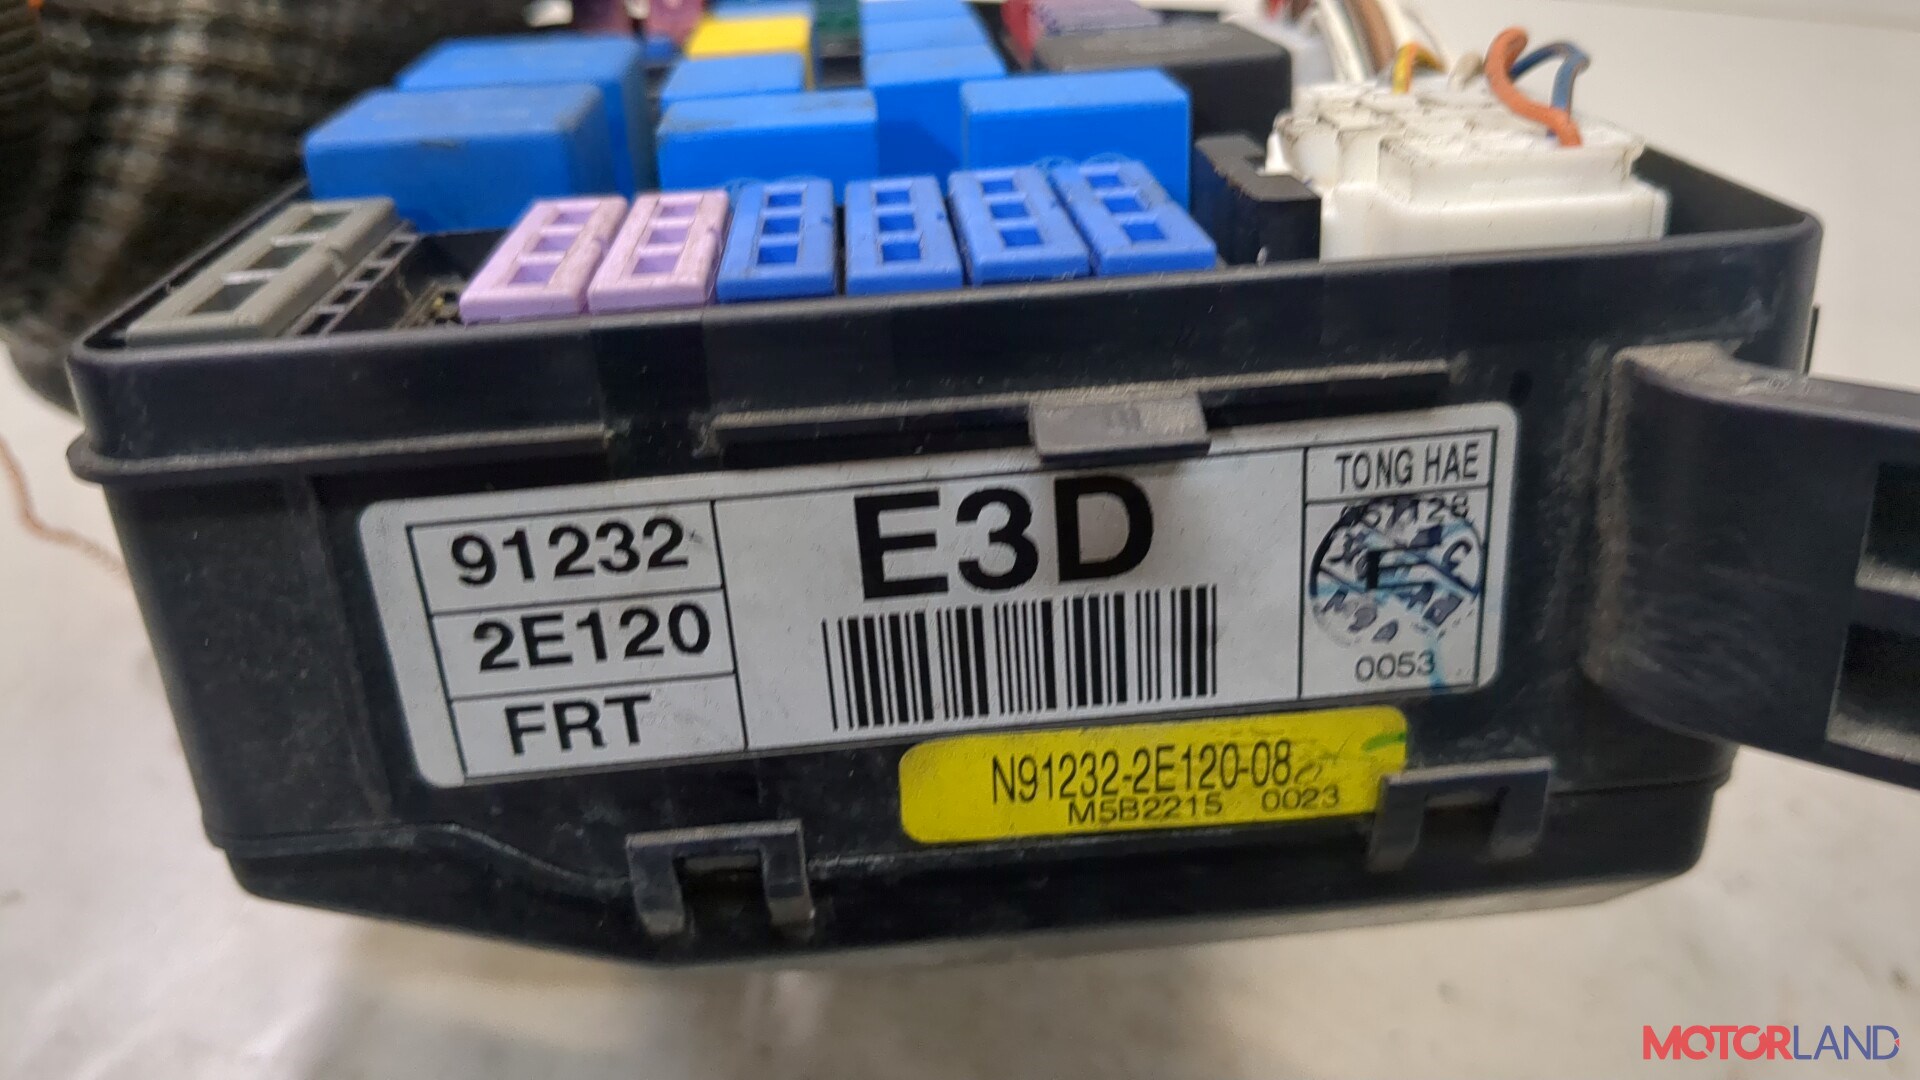 91232
2E120
FRT
E3D
TONG HAE
0053
N91232-2E120-08
M5B2215 0023
MOTORLAND